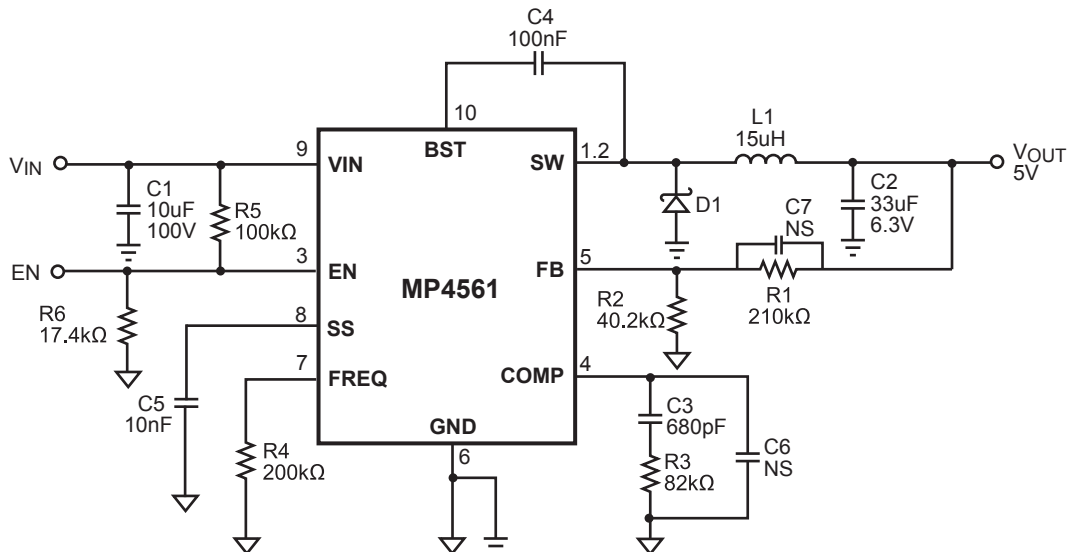 C4
100nF
10
L1
15uH
9
1.2
VIN
BST
SW
VIN
VOUT
5V
C1
10uF
100V
R5
100kΩ
D1
C7
NS
C2
33uF
6.3V
EN
3
EN
MP4561
FB
5
R1
210kΩ
R6
17.4kΩ
R2
40.2kΩ
8
SS
7
FREQ
COMP
4
C5
10nF
R4
200kΩ
GND
6
C3
680pF
R3
82kΩ
C6
NS